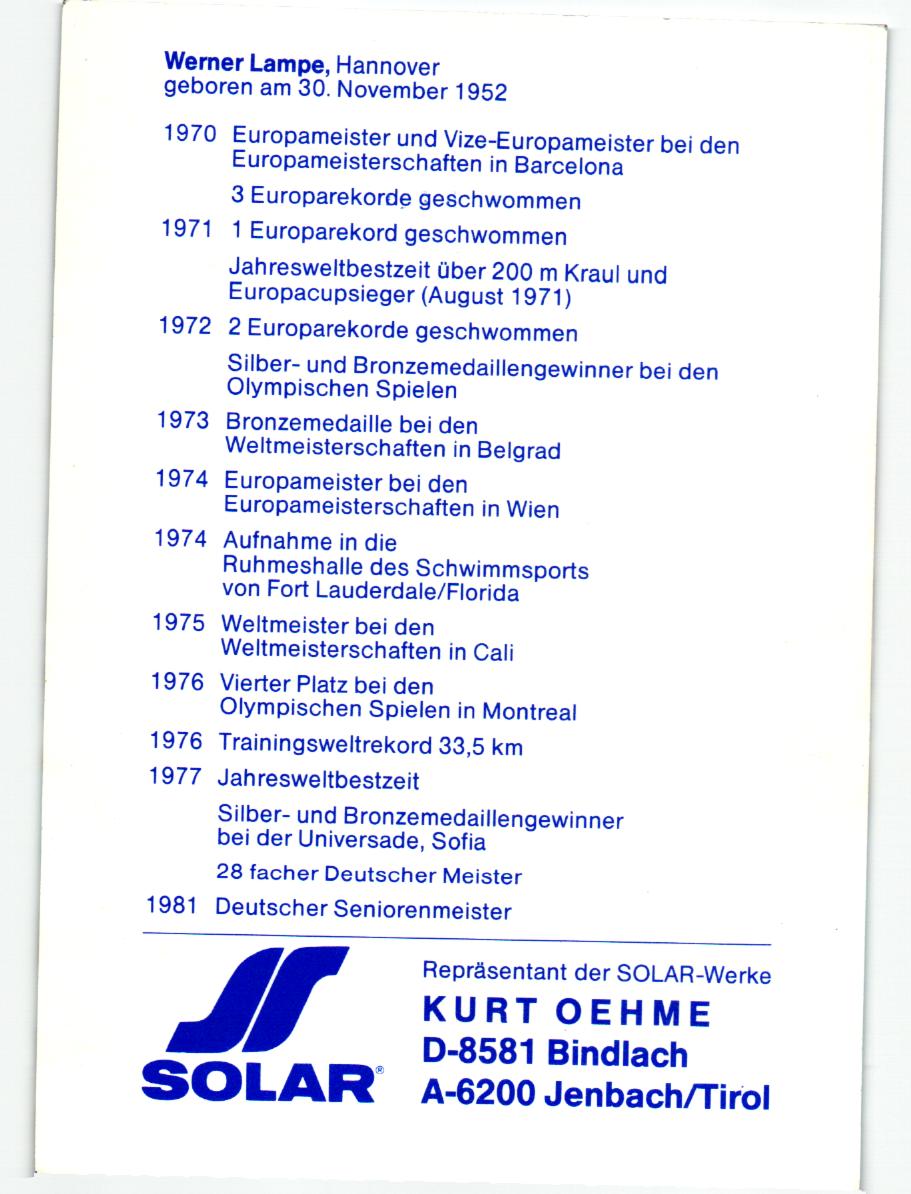 Werner Lampe, Hannover
geboren am 30. November 1952
1970 Europameister und Vize-Europameister bei den
Europameisterschaften in Barcelona
3 Europarekorde geschwommen
1971 1 Europarekord geschwommen
Jahresweltbestzeit über 200 m Kraul und
Europacupsieger (August 1971)
1972 2 Europarekorde geschwommen
Silber- und Bronzemedaillengewinner bei den
Olympischen Spielen
1973 Bronzemedaille bei den
Weltmeisterschaften in Belgrad
1974 Europameister bei den
Europameisterschaften in Wien
1974 Aufnahme in die
Ruhmeshalle des Schwimmsports
von Fort Lauderdale/Florida
1975 Weltmeister bei den
Weltmeisterschaften in Cali
1976 Vierter Platz bei den
Olympischen Spielen in Montreal
1976 Trainingsweltrekord 33,5 km
1977 Jahresweltbestzeit
Silber- und Bronzemedaillengewinner
bei der Universade, Sofia
28 facher Deutscher Meister
1981 Deutscher Seniorenmeister
SOLAR®
Repräsentant der SOLAR-Werke
KURT OEHME
D-8581 Bindlach
A-6200 Jenbach/Tirol